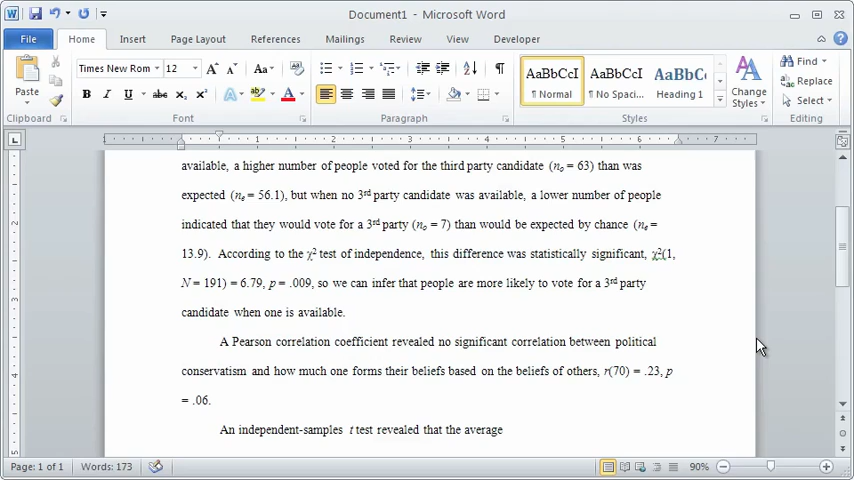 Document1 - Microsoft Word
File Home Insert Page Layout References Mailings Review View Developer
Paste
Times New Rom 12
AaBbCcI AaBbCcI AaBbC
¶ Normal ¶ No Spaci... Heading 1
Change Styles
Find
Replace
Select
Clipboard Font Paragraph Styles Editing
1 2 3 4 5 6 7
available, a higher number of people voted for the third party candidate (nₒ = 63) than was
expected (nₑ = 56.1), but when no 3ʳᵈ party candidate was available, a lower number of people
indicated that they would vote for a 3ʳᵈ party (nₒ = 7) than would be expected by chance (nₑ =
13.9). According to the χ² test of independence, this difference was statistically significant, χ²(1,
N = 191) = 6.79, p = .009, so we can infer that people are more likely to vote for a 3ʳᵈ party
candidate when one is available.
A Pearson correlation coefficient revealed no significant correlation between political
conservatism and how much one forms their beliefs based on the beliefs of others, r(70) = .23, p
= .06.
An independent-samples t test revealed that the average
Page: 1 of 1 Words: 173 90%